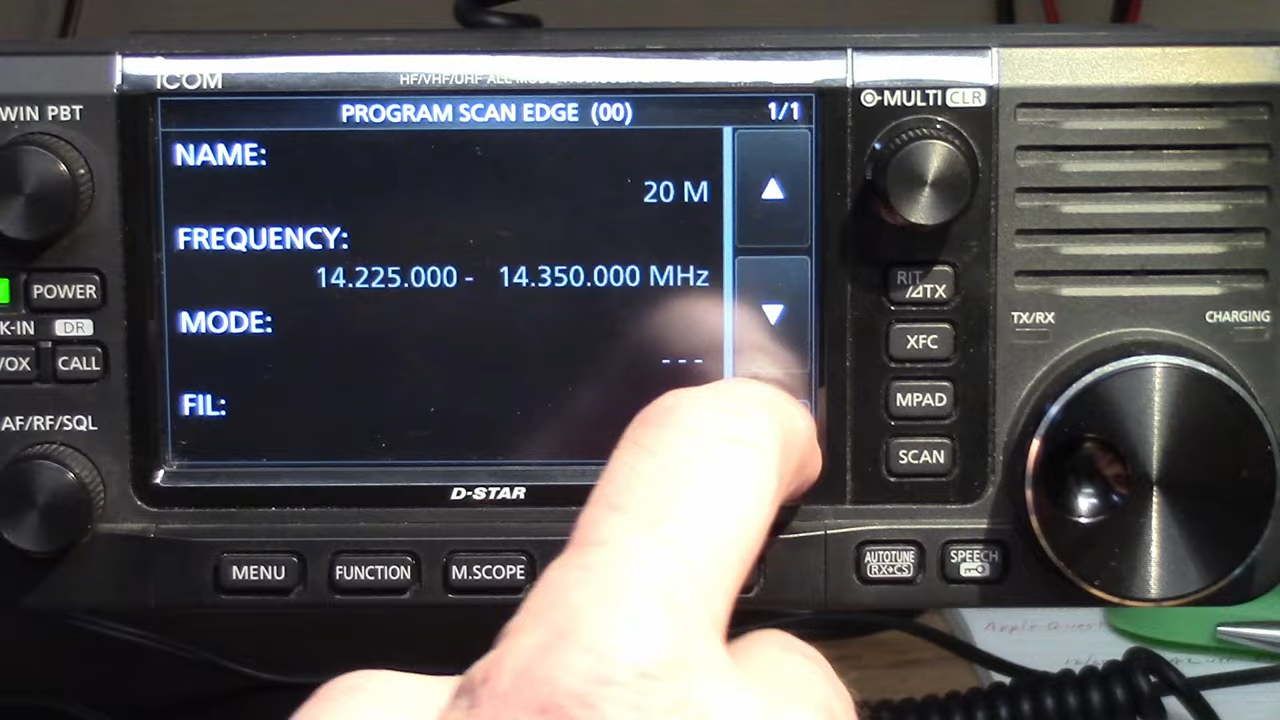 ICOM
HF/VHF/UHF ALL MODE
PROGRAM SCAN EDGE (00) 1/1
NAME:
20 M
FREQUENCY:
14.225.000 - 14.350.000 MHz
MODE:
---
FIL:
D-STAR
WIN PBT
POWER
K-IN DR
VOX CALL
AF/RF/SQL
MENU FUNCTION M.SCOPE
MULTI CLR
RIT
/⊿TX
XFC
MPAD
SCAN
TX/RX CHARGING
AUTOTUNE
RX→CS
SPEECH
Apple